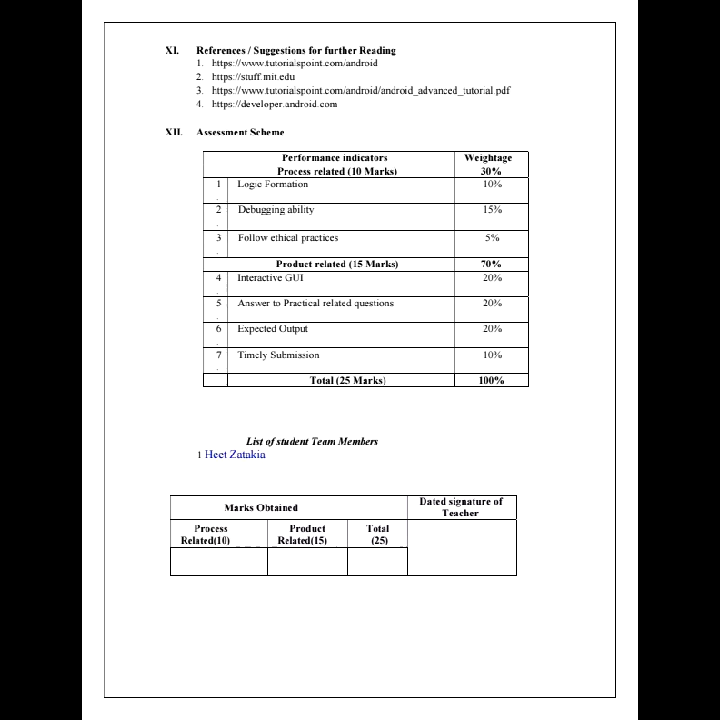 XI. References / Suggestions for further Reading
1. https://www.tutorialspoint.com/android
2. https://stuff.mit.edu
3. https://www.tutorialspoint.com/android/android_advanced_tutorial.pdf
4. https://developer.android.com
XII. Assessment Scheme
Performance indicators Weightage
Process related (10 Marks) 30%
1 Logic Formation 10%
.
2 Debugging ability 15%
.
3 Follow ethical practices 5%
.
Product related (15 Marks) 70%
4 Interactive GUI 20%
.
5 Answer to Practical related questions 20%
.
6 Expected Output 20%
.
7 Timely Submission 10%
.
Total (25 Marks) 100%
List of student Team Members
1 Heet Zatakia
Marks Obtained Dated signature of
Teacher
Process Product Total
Related(10) Related(15) (25)